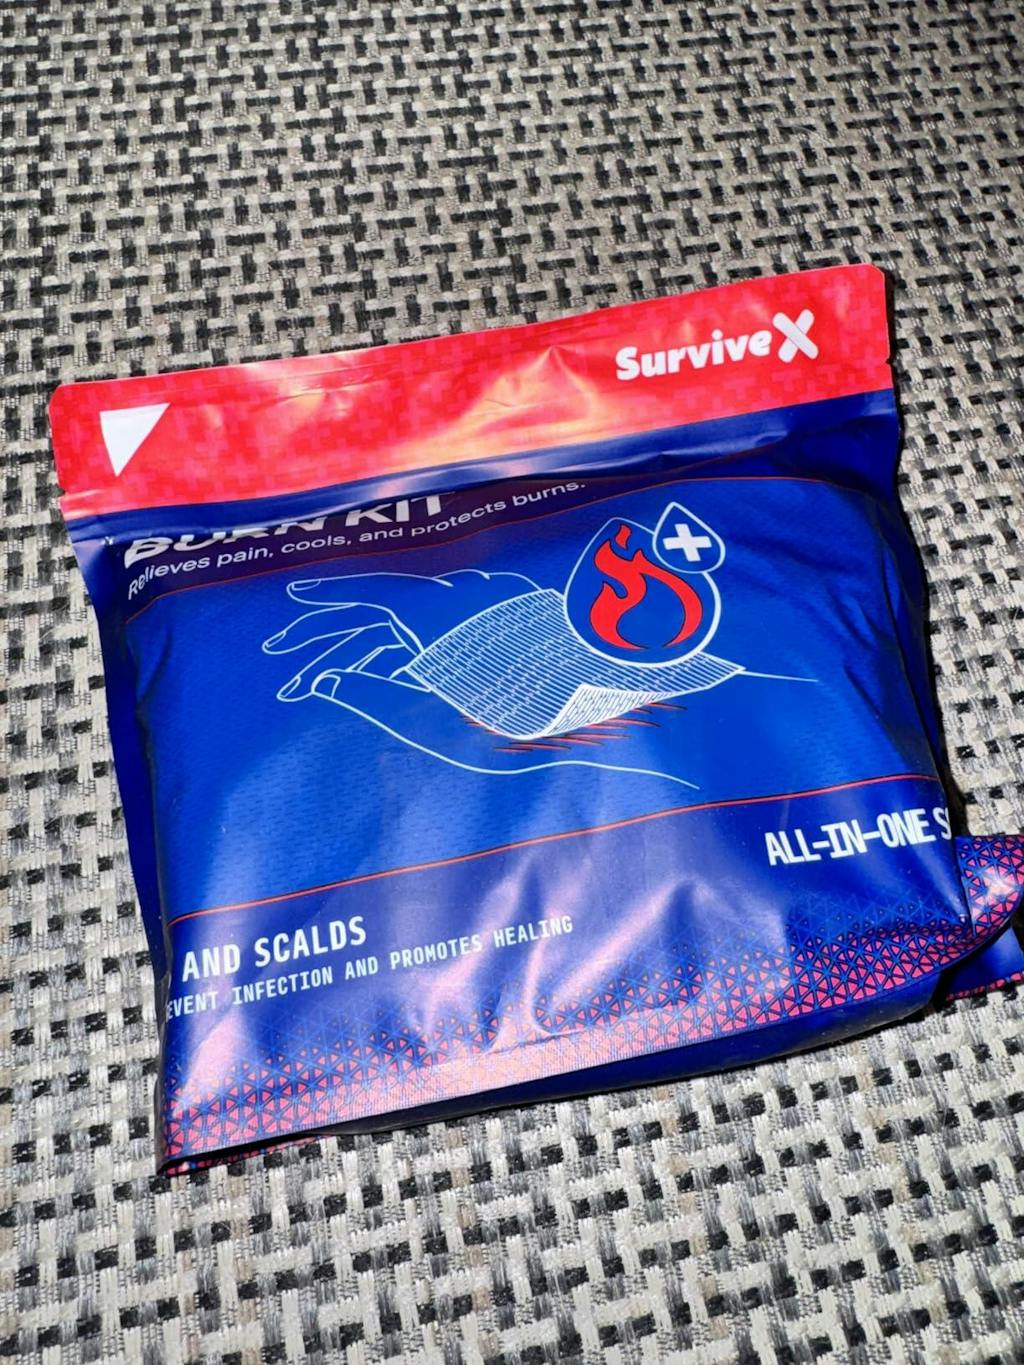 SurviveX
BURN KIT
Relieves pain, cools, and protects burns.
ALL-IN-ONE
AND SCALDS
EVENT INFECTION AND PROMOTES HEALING